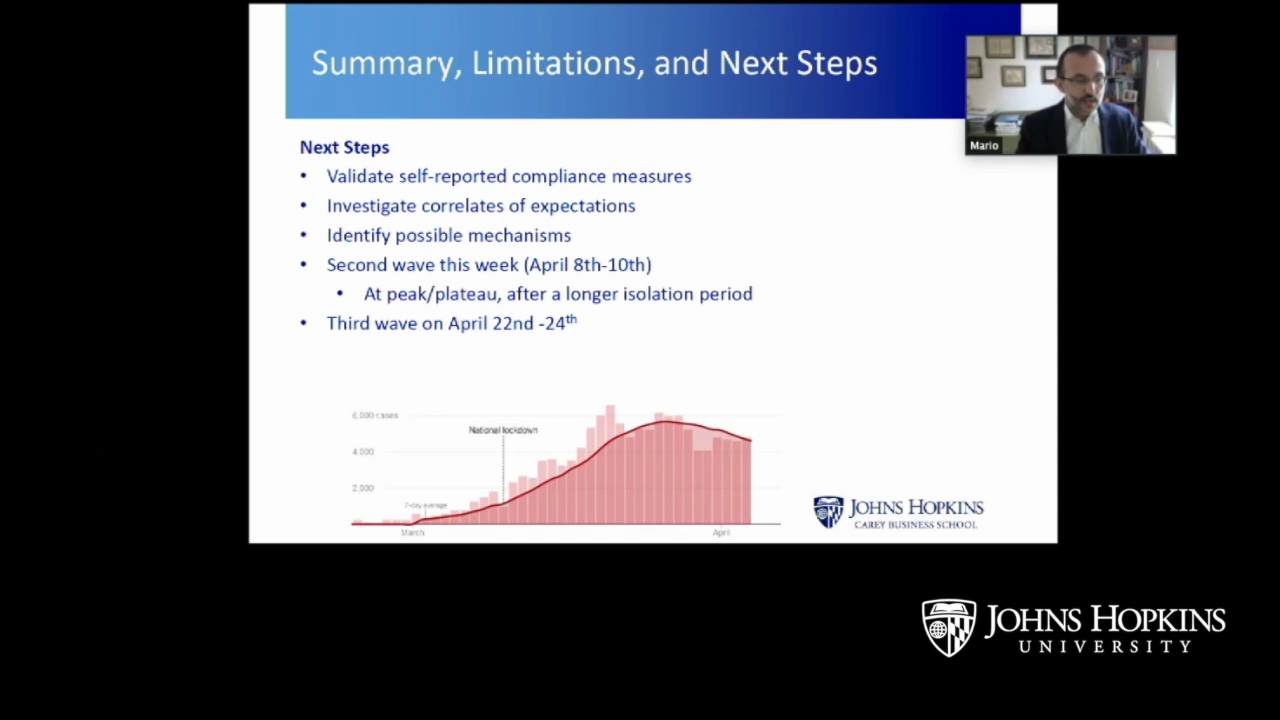 Summary, Limitations, and Next Steps
Mario
Next Steps
• Validate self-reported compliance measures
• Investigate correlates of expectations
• Identify possible mechanisms
• Second wave this week (April 8th-10th)
• At peak/plateau, after a longer isolation period
• Third wave on April 22nd -24th
6,000 cases
National lockdown
4,000
2,000
7-day average
March
April
JOHNS HOPKINS
CAREY BUSINESS SCHOOL
JOHNS HOPKINS
UNIVERSITY